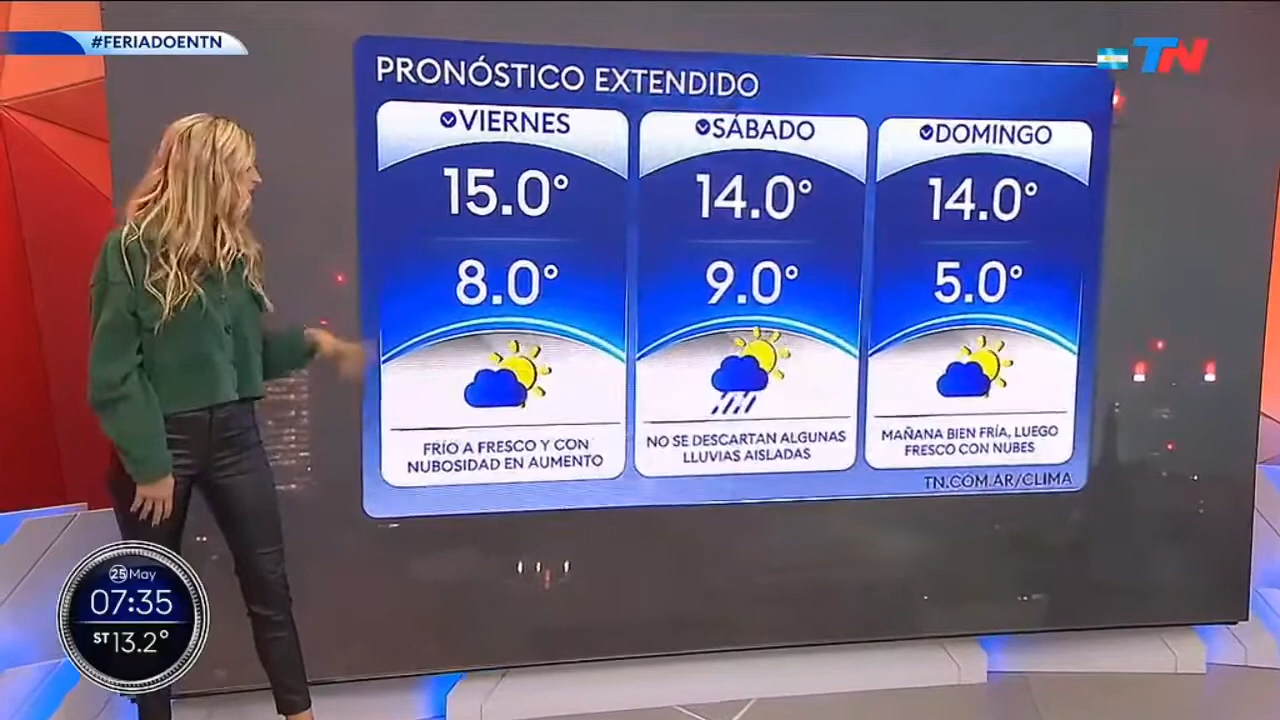 #FERIADOENTN
TN
PRONÓSTICO EXTENDIDO
VIERNES
15.0°
8.0°
FRÍO A FRESCO Y CON
NUBOSIDAD EN AUMENTO
SÁBADO
14.0°
9.0°
NO SE DESCARTAN ALGUNAS
LLUVIAS AISLADAS
DOMINGO
14.0°
5.0°
MAÑANA BIEN FRÍA, LUEGO
FRESCO CON NUBES
TN.COM.AR/CLIMA
25 May
07:35
ST 13.2°